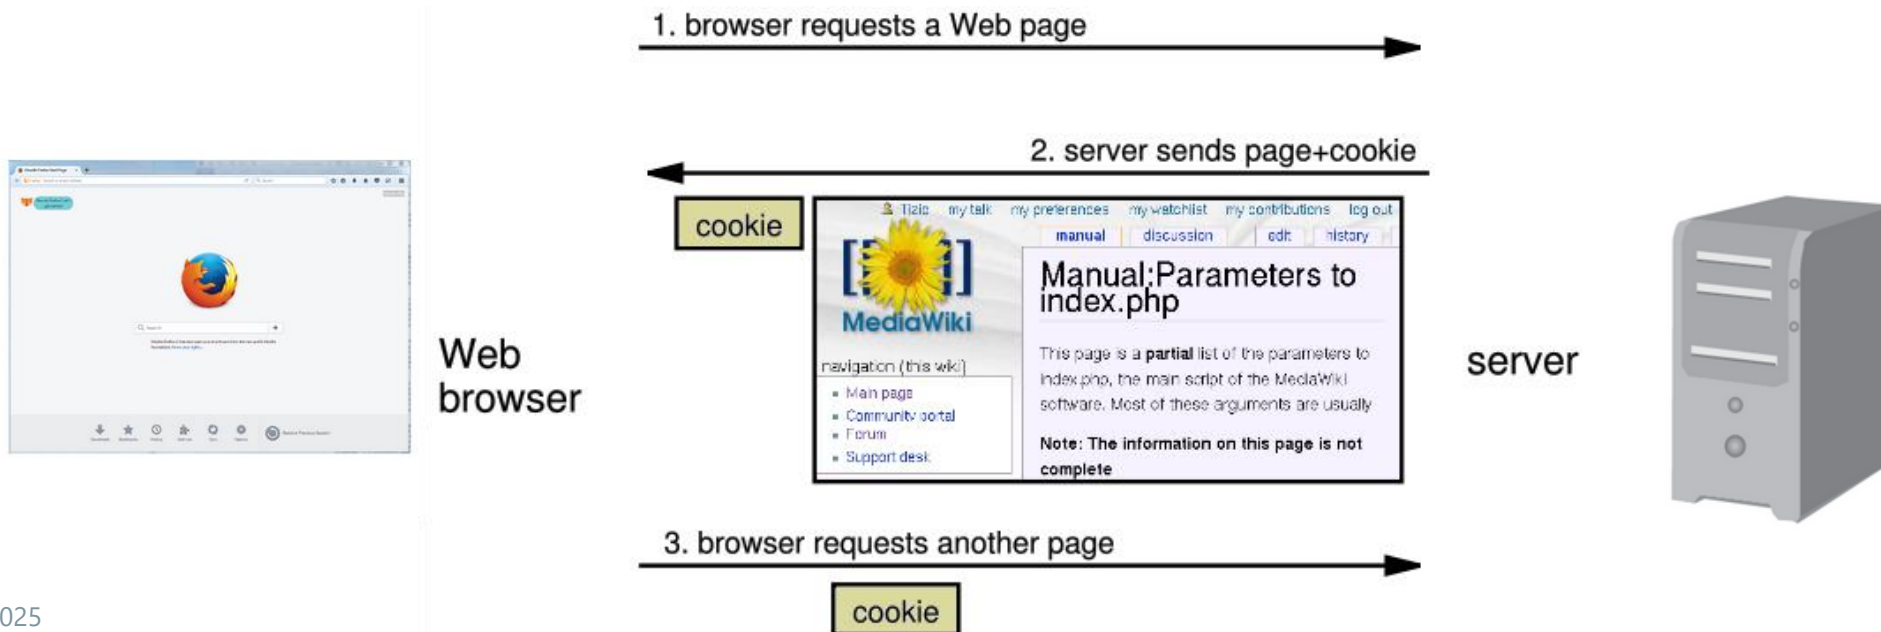 1. browser requests a Web page
2. server sends page+cookie
cookie
Tizio my talk my preferences my watchlist my contributions log out
manual discussion edit history
Manual:Parameters to
index.php
MediaWiki
This page is a partial list of the parameters to
index.php, the main script of the MediaWiki
software. Most of these arguments are usually
Note: The information on this page is not
complete
navigation (this wiki)
Main page
Community portal
Forum
Support desk
Web
browser
server
3. browser requests another page
cookie
025